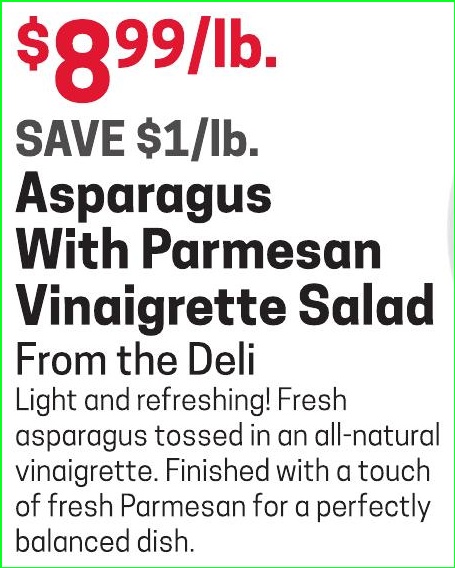 $8.99/lb.
SAVE $1/lb.
Asparagus
With Parmesan
Vinaigrette Salad
From the Deli
Light and refreshing! Fresh
asparagus tossed in an all-natural
vinaigrette. Finished with a touch
of fresh Parmesan for a perfectly
balanced dish.